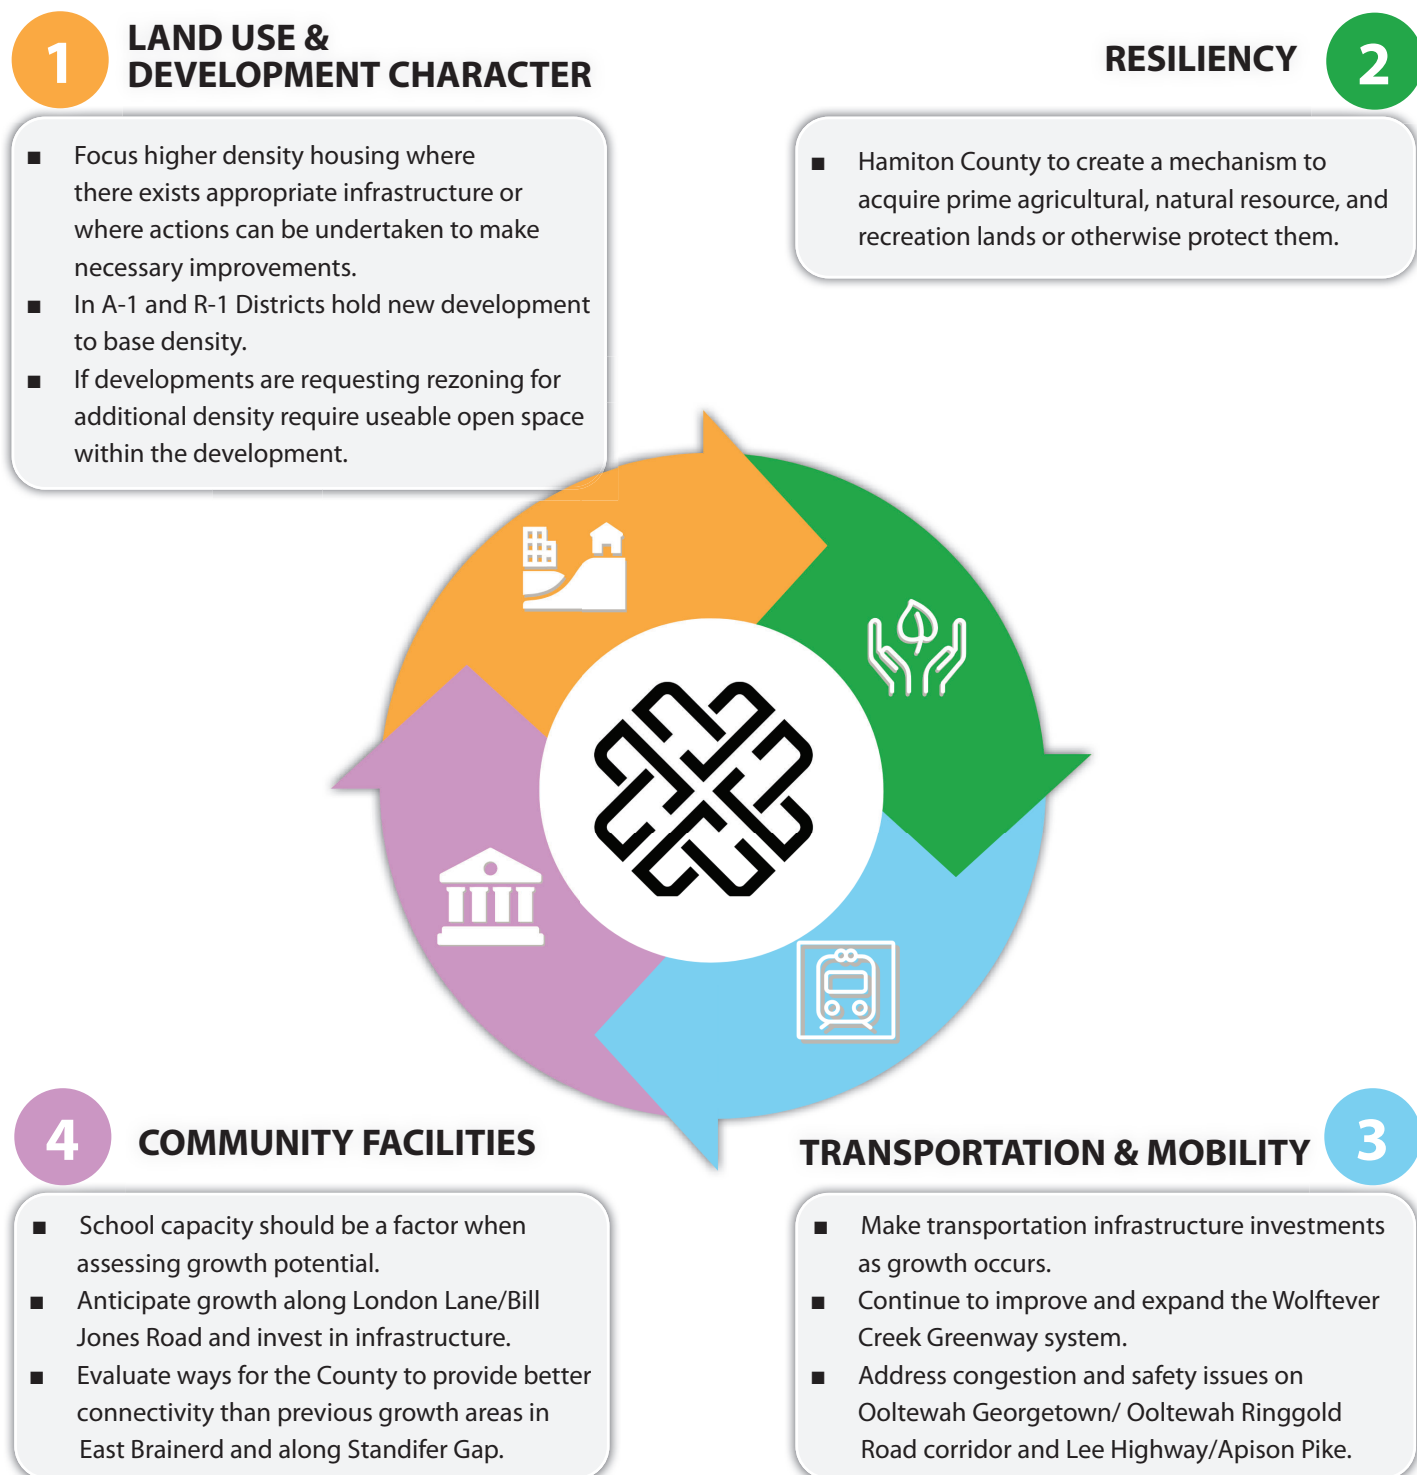 1
LAND USE &
DEVELOPMENT CHARACTER
■ Focus higher density housing where
there exists appropriate infrastructure or
where actions can be undertaken to make
necessary improvements.
■ In A-1 and R-1 Districts hold new development
to base density.
■ If developments are requesting rezoning for
additional density require useable open space
within the development.
RESILIENCY
2
■ Hamiton County to create a mechanism to
acquire prime agricultural, natural resource, and
recreation lands or otherwise protect them.
TRANSPORTATION & MOBILITY
3
■ Make transportation infrastructure investments
as growth occurs.
■ Continue to improve and expand the Wolftever
Creek Greenway system.
■ Address congestion and safety issues on
Ooltewah Georgetown/ Ooltewah Ringgold
Road corridor and Lee Highway/Apison Pike.
4
COMMUNITY FACILITIES
■ School capacity should be a factor when
assessing growth potential.
■ Anticipate growth along London Lane/Bill
Jones Road and invest in infrastructure.
■ Evaluate ways for the County to provide better
connectivity than previous growth areas in
East Brainerd and along Standifer Gap.